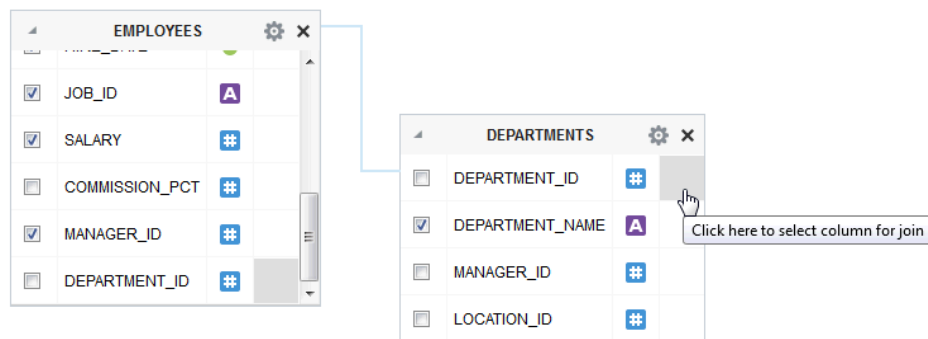 EMPLOYEES
JOB_ID A
SALARY #
COMMISSION_PCT #
MANAGER_ID #
DEPARTMENT_ID #
DEPARTMENTS
DEPARTMENT_ID #
DEPARTMENT_NAME A
Click here to select column for join
MANAGER_ID #
LOCATION_ID #